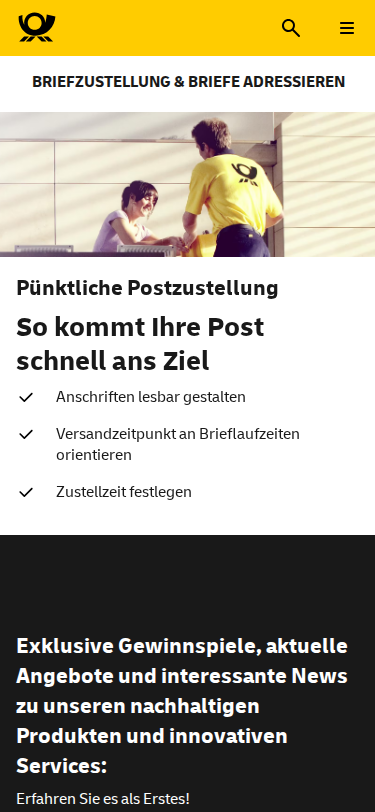 BRIEFZUSTELLUNG & BRIEFE ADRESSIEREN
Pünktliche Postzustellung
So kommt Ihre Post
schnell ans Ziel
Anschriften lesbar gestalten
Versandzeitpunkt an Brieflaufzeiten
orientieren
Zustellzeit festlegen
Exklusive Gewinnspiele, aktuelle
Angebote und interessante News
zu unseren nachhaltigen
Produkten und innovativen
Services:
Erfahren Sie es als Erstes!